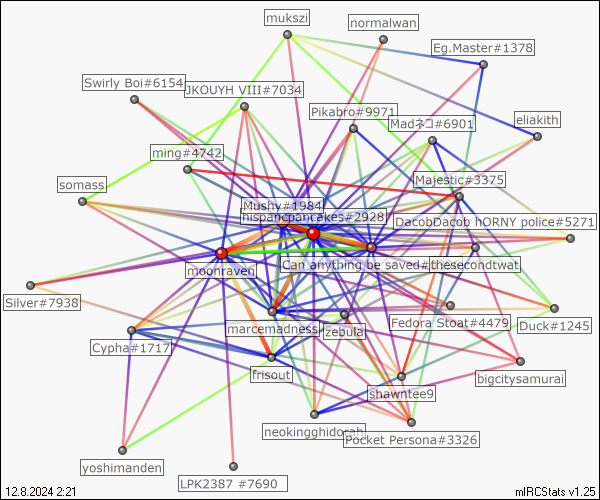 mukszi
normalwan
Eg.Master#1378
Swirly Boi#6154
JKOUYH VIII#7034
Pikabro#9971
Madネコ#6901
eliakith
ming#4742
Majestic#3375
somass
Mushy#1984
hispancpancakes#2928
DacobDacob hORNY police#5271
moonraven
Can anything be saved#
thesecondtwat
Silver#7938
marcemadness
zebula
Fedora Stoat#4479
Duck#1245
Cypha#1717
frisout
shawntee9
bigcitysamurai
neokingghidorah
Pocket Persona#3326
yoshimanden
LPK2387 #7690
12.8.2024 2:21
mIRCStats v1.25